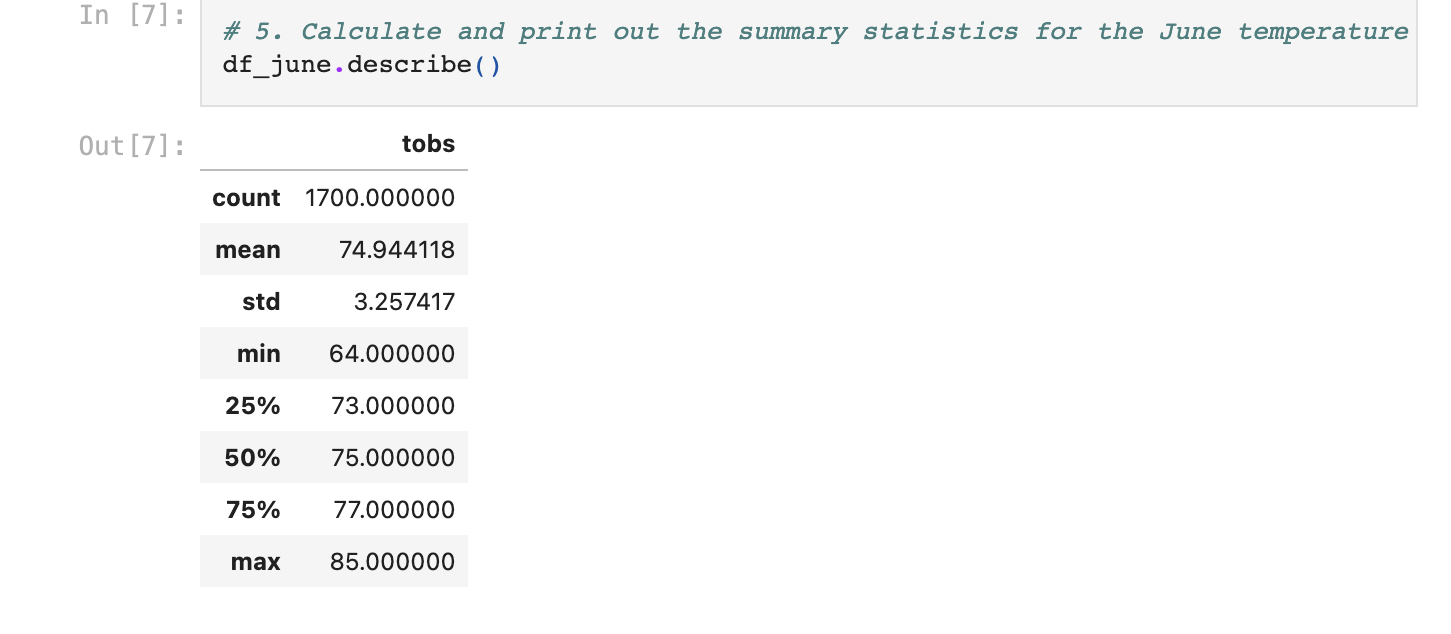 In [7]:
# 5. Calculate and print out the summary statistics for the June temperature
df_june.describe()
Out[7]:
tobs
count 1700.000000
mean 74.944118
std 3.257417
min 64.000000
25% 73.000000
50% 75.000000
75% 77.000000
max 85.000000